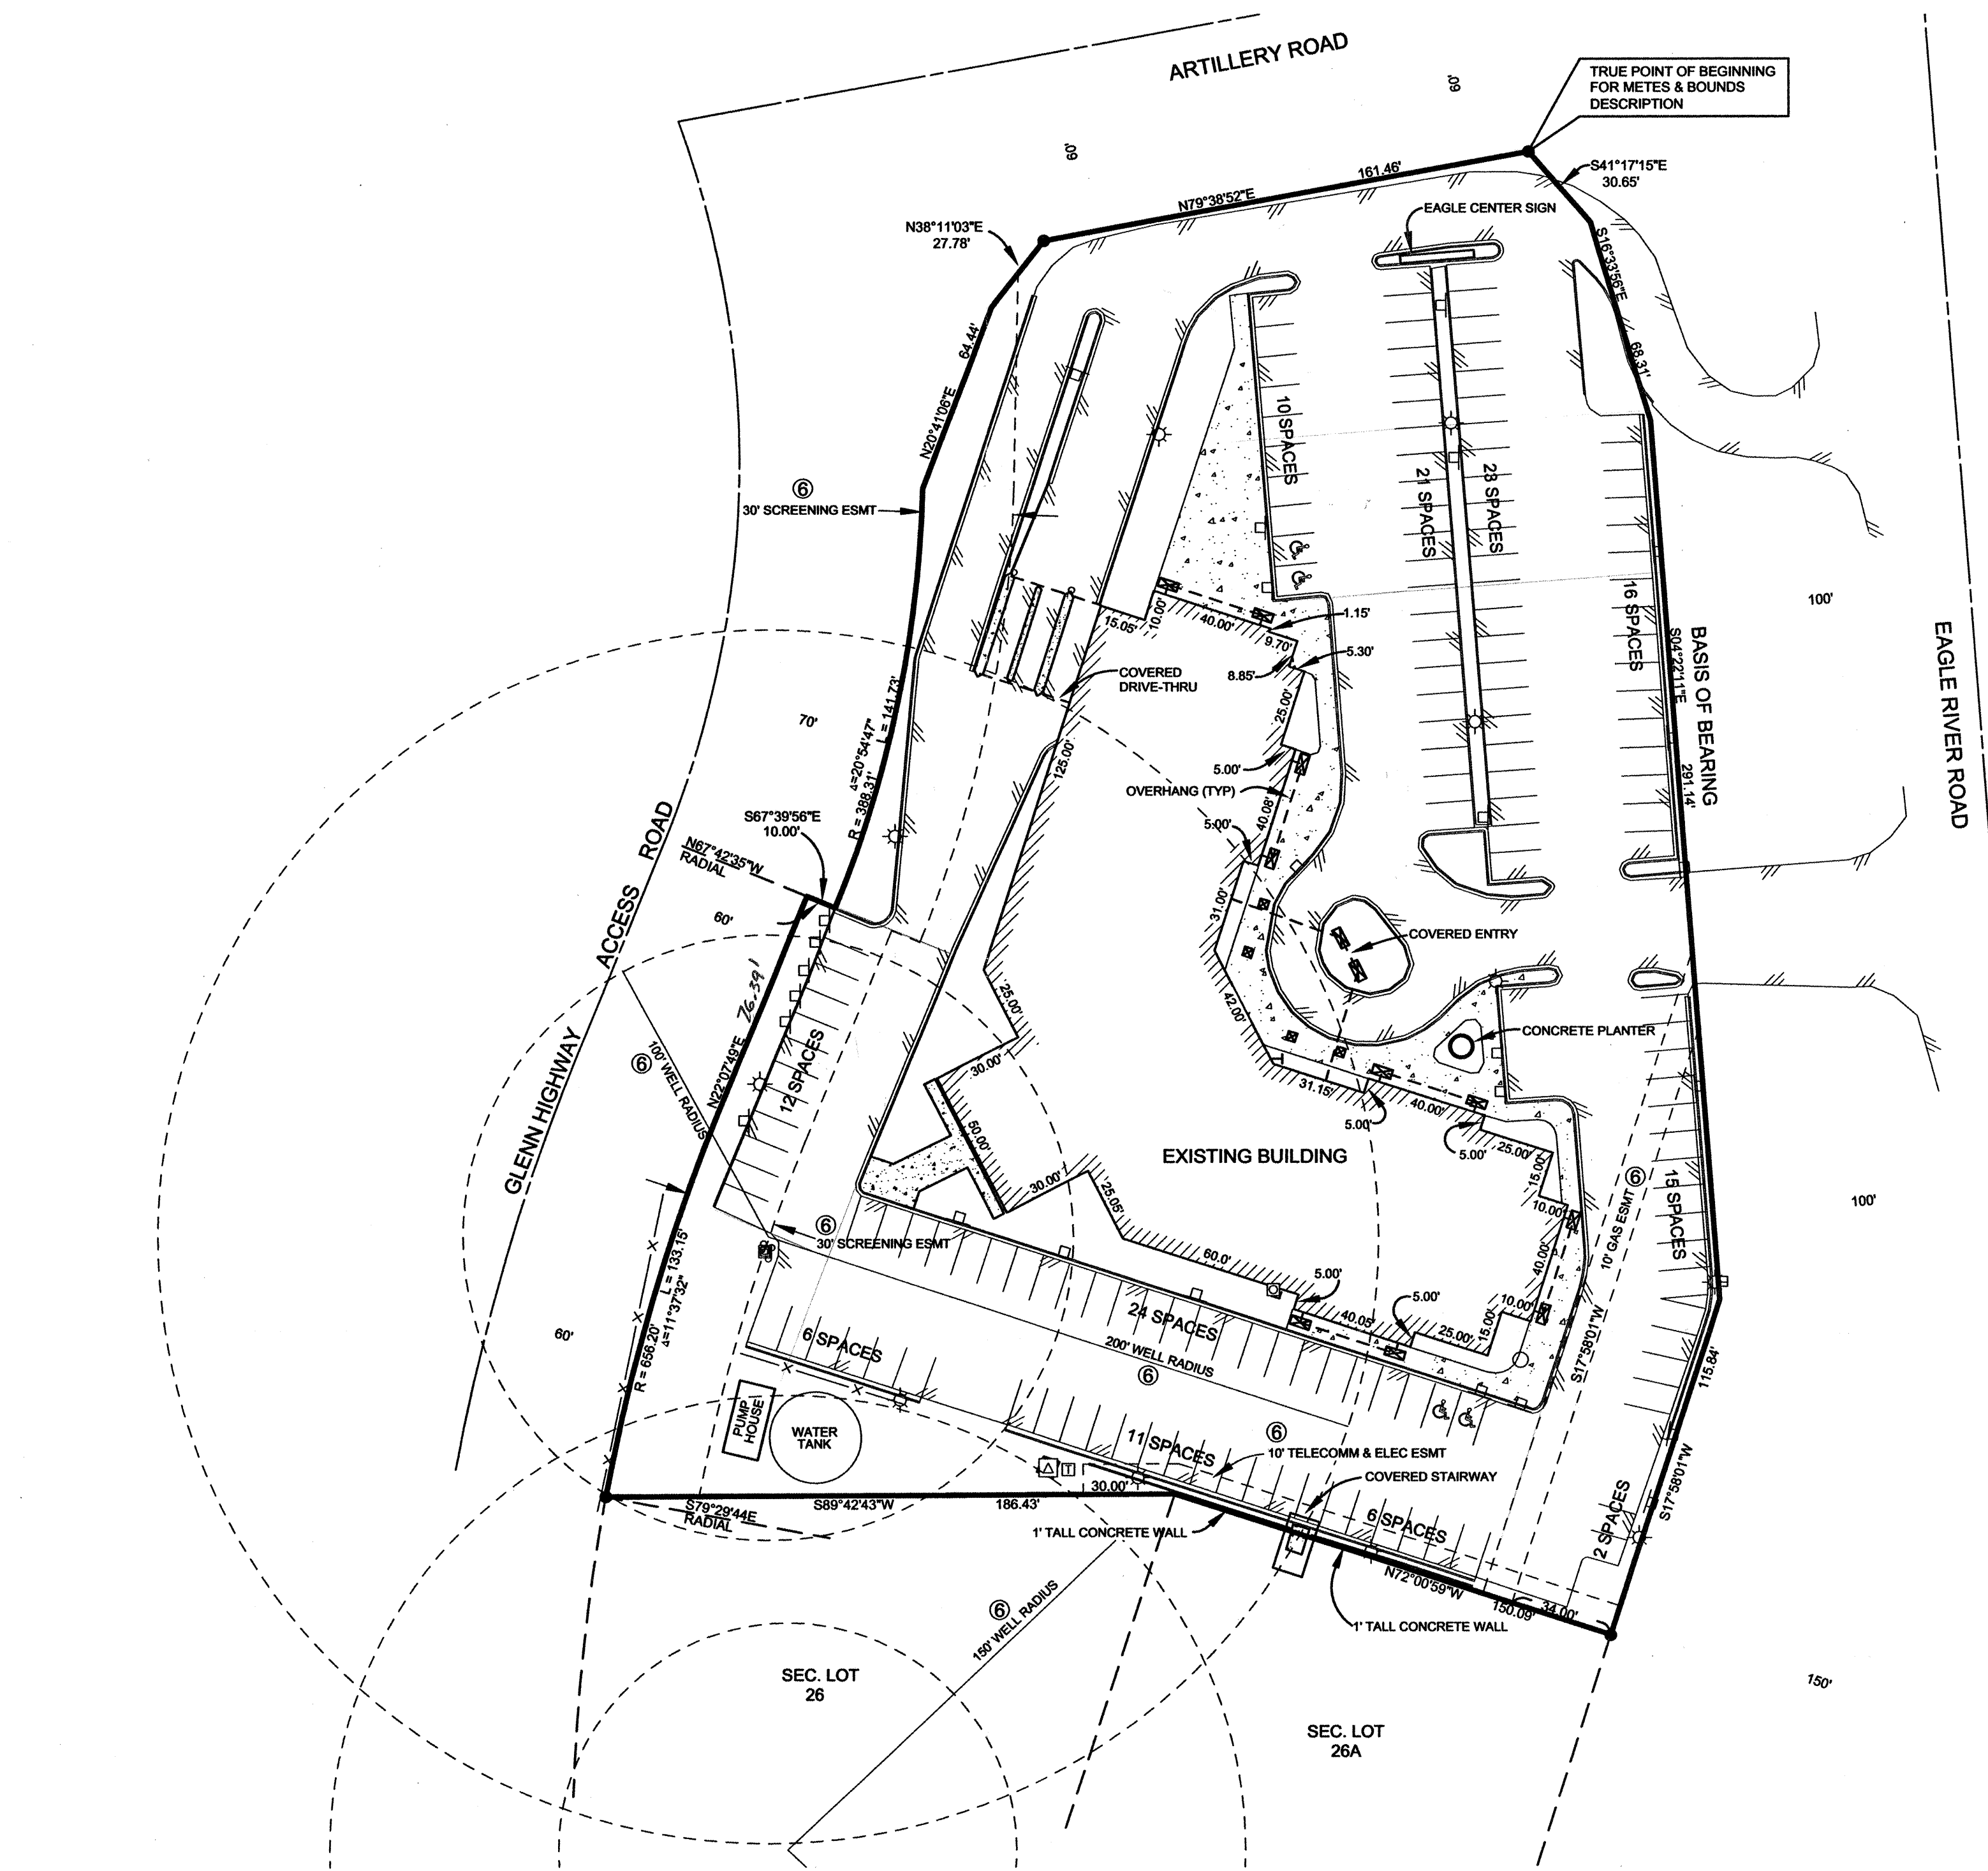 ARTILLERY ROAD
60'
60'
TRUE POINT OF BEGINNING
FOR METES & BOUNDS
DESCRIPTION
S41°17'15"E
30.65'
161.46'
N79°38'52"E
EAGLE CENTER SIGN
N38°11'03"E
27.78'
S16°33'56"E
68.31'
64.44'
N20°41'06"E
10 SPACES
21 SPACES
23 SPACES
6
30' SCREENING ESMT
16 SPACES
100'
BASIS OF BEARING
S04°22'11"E
291.14'
EAGLE RIVER ROAD
15.05'
10.00'
40.00'
1.15'
9.70'
5.30'
8.85'
COVERED
DRIVE-THRU
25.00'
5.00'
OVERHANG (TYP)
40.08'
5.00'
31.00'
125.00'
70'
L = 141.73'
Δ=20°54'47"
R = 388.31'
S67°39'56"E
10.00'
N67°42'35"W
RADIAL
60'
GLENN HIGHWAY ACCESS ROAD
COVERED ENTRY
42.00'
25.00'
76.39'
N22°07'49"E
6
100' WELL RADIUS
12 SPACES
CONCRETE PLANTER
30.00'
31.15'
5.00'
40.00'
5.00'
25.00'
15.00'
10.00'
50.00'
EXISTING BUILDING
30.00'
25.05'
6
10' GAS ESMT
15 SPACES
100'
6
30' SCREENING ESMT
60.0'
40.00'
5.00'
5.00'
10.00'
40.05'
25.00'
15.00'
S17°58'01"W
L = 133.15'
Δ=11°37'32"
R = 656.20'
60'
24 SPACES
6 SPACES
200' WELL RADIUS
6
115.84'
S17°58'01"W
PUMP
HOUSE
WATER
TANK
11 SPACES
6
10' TELECOMM & ELEC ESMT
COVERED STAIRWAY
T
30.00'
S79°29'44E
RADIAL
S89°42'43"W
186.43'
1' TALL CONCRETE WALL
6 SPACES
2 SPACES
N72°00'59"W
150.09'
34.00'
1' TALL CONCRETE WALL
6
150' WELL RADIUS
SEC. LOT
26
SEC. LOT
26A
150'